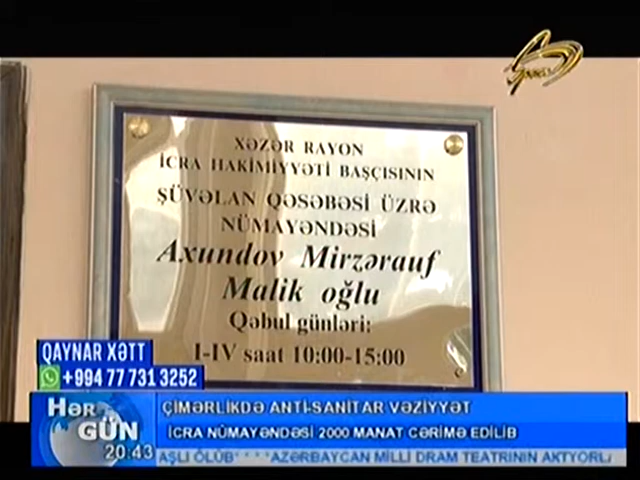 SPACE
XƏZƏR RAYON
İCRA HAKİMİYYƏTİ BAŞÇISININ
ŞÜVƏLAN QƏSƏBƏSİ ÜZRƏ
NÜMAYƏNDƏSİ
Axundov Mirzərauf
Malik oğlu
Qəbul günləri:
I-IV saat 10:00-15:00
QAYNAR XƏTT
+994 77 731 3252
HƏR GÜN
20:43
ÇİMƏRLİKDƏ ANTİ-SANİTAR VƏZİYYƏT
İCRA NÜMAYƏNDƏSİ 2000 MANAT CƏRİMƏ EDİLİB
AŞLI ÖLÜB * * * *AZƏRBAYCAN MİLLİ DRAM TEATRININ AKTYORL